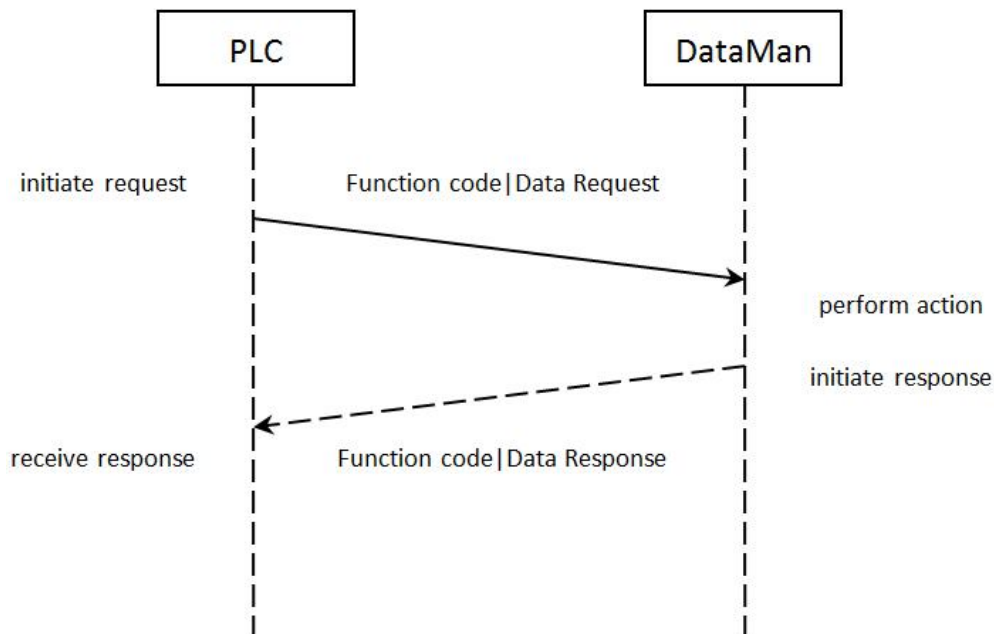 PLC
DataMan
initiate request
Function code|Data Request
perform action
initiate response
receive response
Function code|Data Response